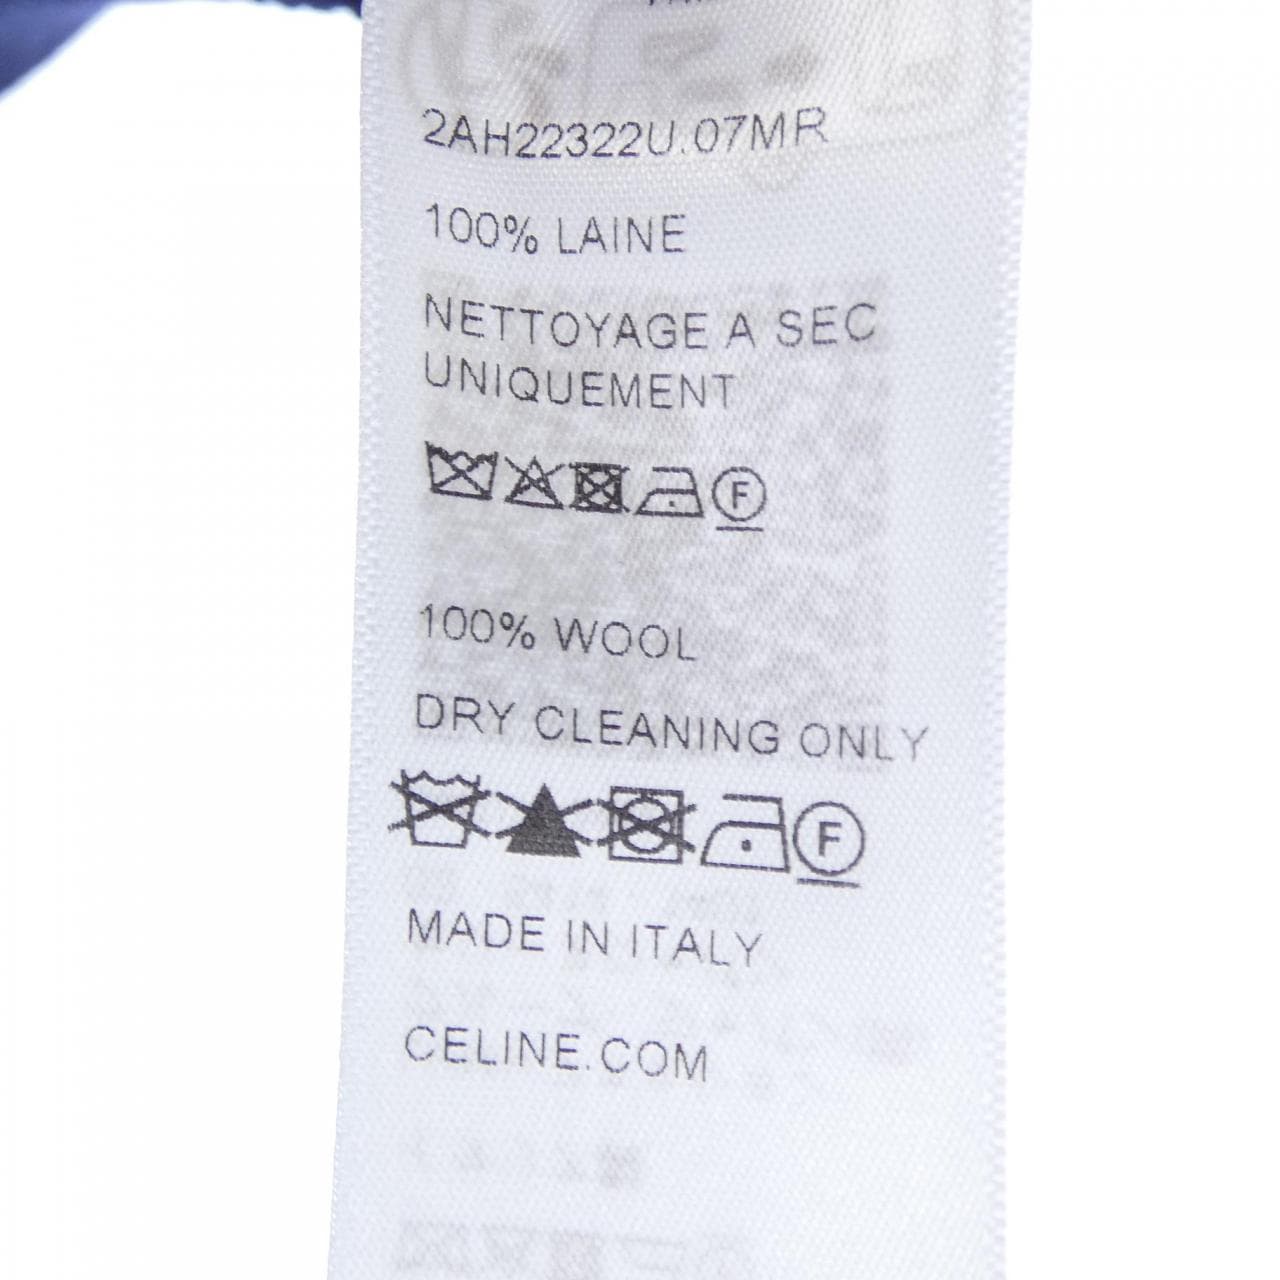 2AH22322U.07MR
100% LAINE
NETTOYAGE A SEC
UNIQUEMENT
F
100% WOOL
DRY CLEANING ONLY
F
MADE IN ITALY
CELINE.COM